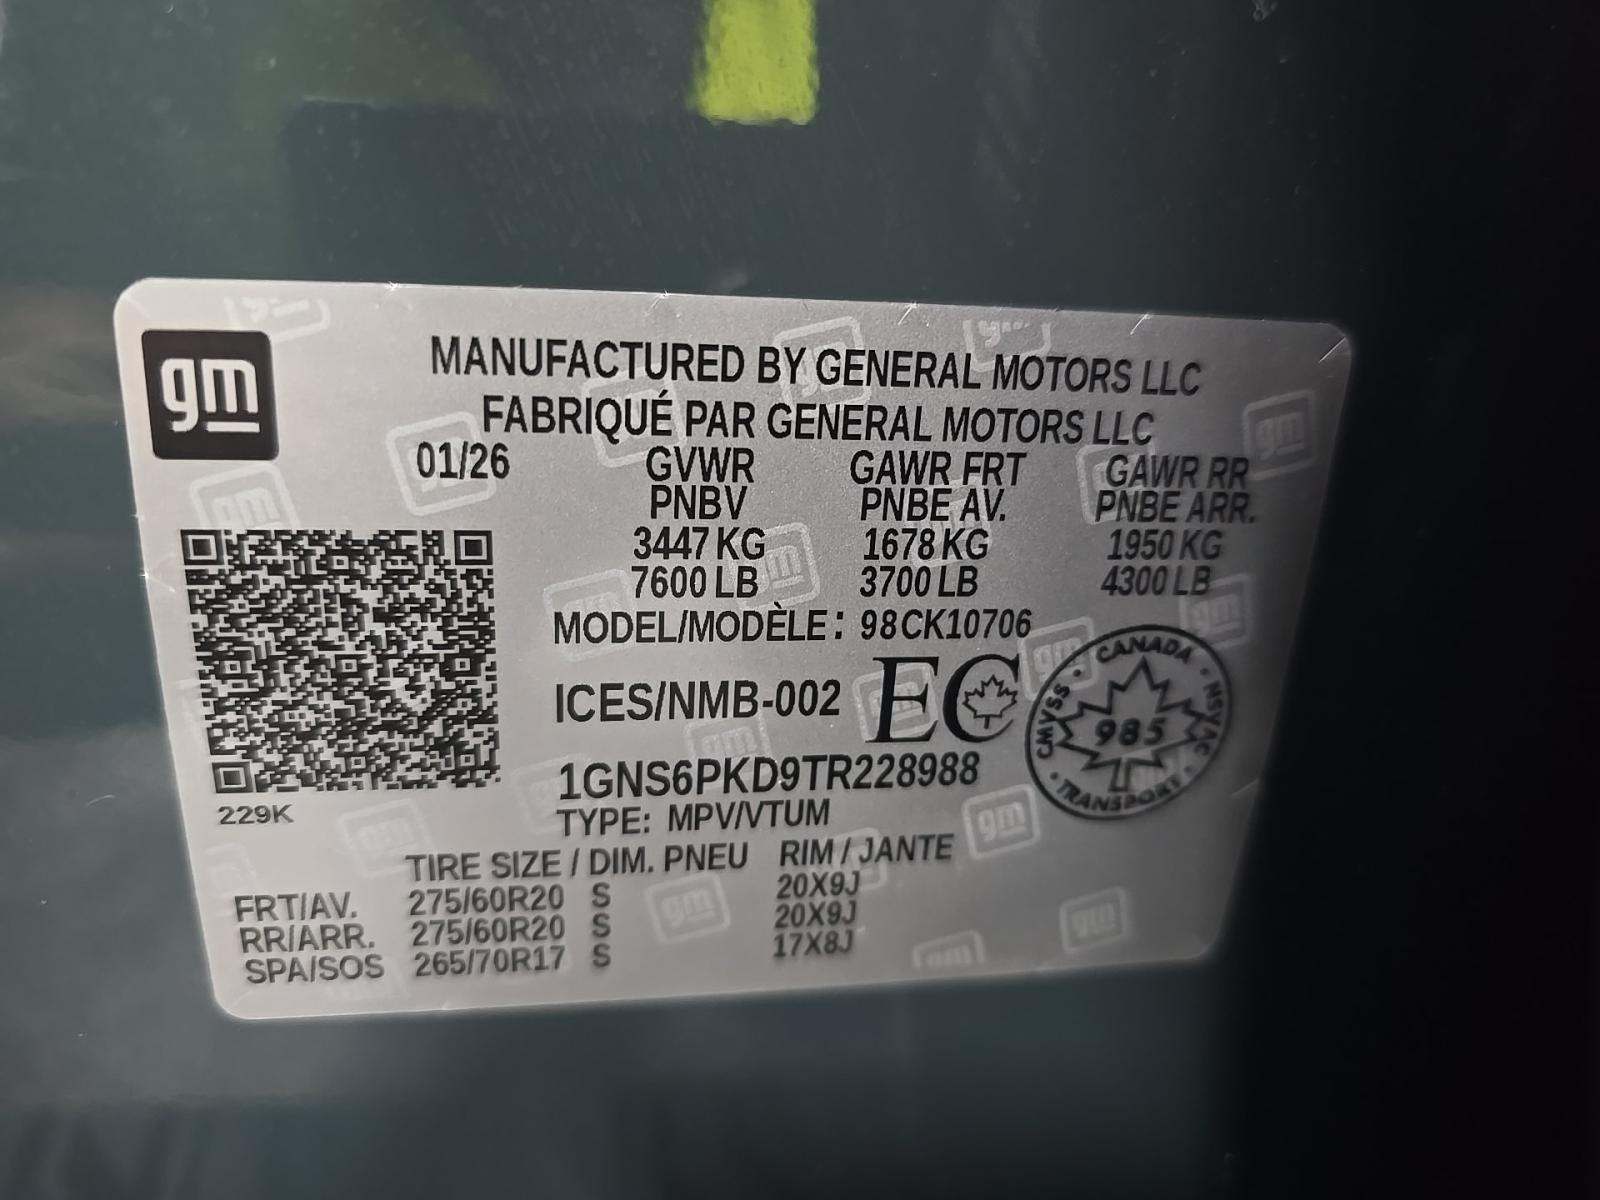 gm
MANUFACTURED BY GENERAL MOTORS LLC
FABRIQUÉ PAR GENERAL MOTORS LLC
01/26 GVWR GAWR FRT GAWR RR
PNBV PNBE AV. PNBE ARR.
3447 KG 1678 KG 1950 KG
7600 LB 3700 LB 4300 LB
MODEL/MODÈLE: 98CK10706
ICES/NMB-002 EC
CANADA
CMVSS 985 NSVAC
TRANSPORT
1GNS6PKD9TR228988
229K
TYPE: MPV/VTUM
TIRE SIZE / DIM. PNEU RIM / JANTE
FRT/AV. 275/60R20 S 20X9J
RR/ARR. 275/60R20 S 20X9J
SPA/SOS 265/70R17 S 17X8J